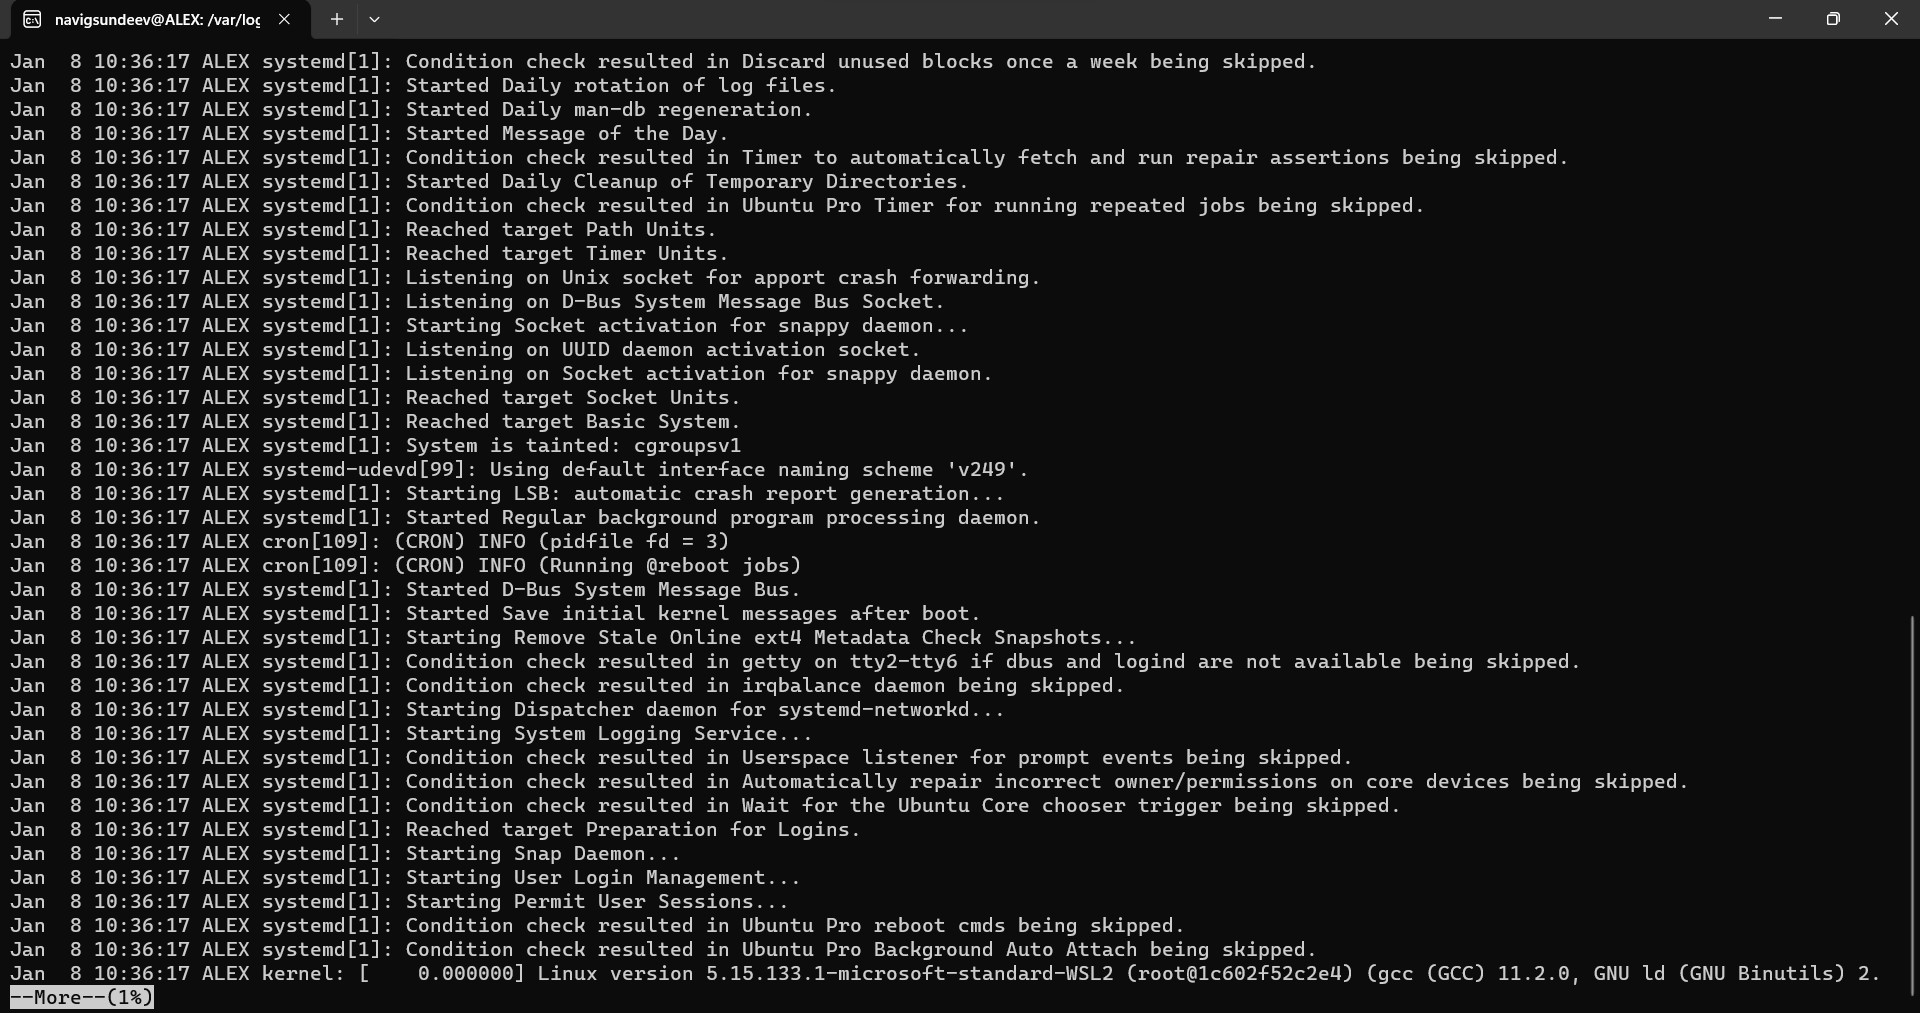 navigsundeev@ALEX: /var/log
Jan  8 10:36:17 ALEX systemd[1]: Condition check resulted in Discard unused blocks once a week being skipped.
Jan  8 10:36:17 ALEX systemd[1]: Started Daily rotation of log files.
Jan  8 10:36:17 ALEX systemd[1]: Started Daily man-db regeneration.
Jan  8 10:36:17 ALEX systemd[1]: Started Message of the Day.
Jan  8 10:36:17 ALEX systemd[1]: Condition check resulted in Timer to automatically fetch and run repair assertions being skipped.
Jan  8 10:36:17 ALEX systemd[1]: Started Daily Cleanup of Temporary Directories.
Jan  8 10:36:17 ALEX systemd[1]: Condition check resulted in Ubuntu Pro Timer for running repeated jobs being skipped.
Jan  8 10:36:17 ALEX systemd[1]: Reached target Path Units.
Jan  8 10:36:17 ALEX systemd[1]: Reached target Timer Units.
Jan  8 10:36:17 ALEX systemd[1]: Listening on Unix socket for apport crash forwarding.
Jan  8 10:36:17 ALEX systemd[1]: Listening on D-Bus System Message Bus Socket.
Jan  8 10:36:17 ALEX systemd[1]: Starting Socket activation for snappy daemon...
Jan  8 10:36:17 ALEX systemd[1]: Listening on UUID daemon activation socket.
Jan  8 10:36:17 ALEX systemd[1]: Listening on Socket activation for snappy daemon.
Jan  8 10:36:17 ALEX systemd[1]: Reached target Socket Units.
Jan  8 10:36:17 ALEX systemd[1]: Reached target Basic System.
Jan  8 10:36:17 ALEX systemd[1]: System is tainted: cgroupsv1
Jan  8 10:36:17 ALEX systemd-udevd[99]: Using default interface naming scheme 'v249'.
Jan  8 10:36:17 ALEX systemd[1]: Starting LSB: automatic crash report generation...
Jan  8 10:36:17 ALEX systemd[1]: Started Regular background program processing daemon.
Jan  8 10:36:17 ALEX cron[109]: (CRON) INFO (pidfile fd = 3)
Jan  8 10:36:17 ALEX cron[109]: (CRON) INFO (Running @reboot jobs)
Jan  8 10:36:17 ALEX systemd[1]: Started D-Bus System Message Bus.
Jan  8 10:36:17 ALEX systemd[1]: Started Save initial kernel messages after boot.
Jan  8 10:36:17 ALEX systemd[1]: Starting Remove Stale Online ext4 Metadata Check Snapshots...
Jan  8 10:36:17 ALEX systemd[1]: Condition check resulted in getty on tty2-tty6 if dbus and logind are not available being skipped.
Jan  8 10:36:17 ALEX systemd[1]: Condition check resulted in irqbalance daemon being skipped.
Jan  8 10:36:17 ALEX systemd[1]: Starting Dispatcher daemon for systemd-networkd...
Jan  8 10:36:17 ALEX systemd[1]: Starting System Logging Service...
Jan  8 10:36:17 ALEX systemd[1]: Condition check resulted in Userspace listener for prompt events being skipped.
Jan  8 10:36:17 ALEX systemd[1]: Condition check resulted in Automatically repair incorrect owner/permissions on core devices being skipped.
Jan  8 10:36:17 ALEX systemd[1]: Condition check resulted in Wait for the Ubuntu Core chooser trigger being skipped.
Jan  8 10:36:17 ALEX systemd[1]: Reached target Preparation for Logins.
Jan  8 10:36:17 ALEX systemd[1]: Starting Snap Daemon...
Jan  8 10:36:17 ALEX systemd[1]: Starting User Login Management...
Jan  8 10:36:17 ALEX systemd[1]: Starting Permit User Sessions...
Jan  8 10:36:17 ALEX systemd[1]: Condition check resulted in Ubuntu Pro reboot cmds being skipped.
Jan  8 10:36:17 ALEX systemd[1]: Condition check resulted in Ubuntu Pro Background Auto Attach being skipped.
Jan  8 10:36:17 ALEX kernel: [    0.000000] Linux version 5.15.133.1-microsoft-standard-WSL2 (root@1c602f52c2e4) (gcc (GCC) 11.2.0, GNU ld (GNU Binutils) 2.
--More--(1%)